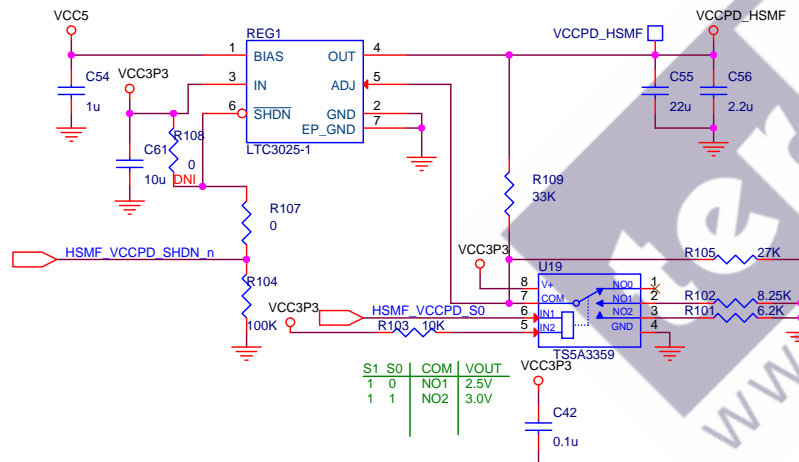 VCC5
REG1
VCCPD_HSMF
VCCPD_HSMF
1 BIAS OUT 4
C54
1u
VCC3P3
3 IN ADJ 5
6 SHDN GND 2
EP_GND 7
LTC3025-1
C55
22u
C56
2.2u
C61
10u
R108
0
DNI
R109
33K
R107
0
HSMF_VCCPD_SHDN_n
R104
100K
VCC3P3
U19
R105 27K
8 V+ NO0 1
7 COM NO1 2
6 IN1 NO2 3
5 IN2 GND 4
TS5A3359
R102 8.25K
R101 6.2K
VCC3P3
HSMF_VCCPD_S0
R103 10K
S1 S0 COM VOUT
1 0 NO1 2.5V
1 1 NO2 3.0V
VCC3P3
C42
0.1u
ter
www.